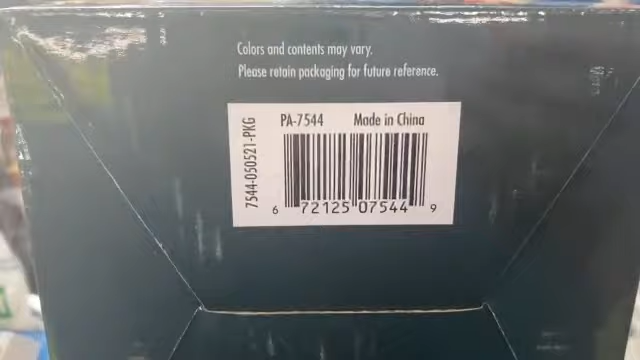 Colors and contents may vary.
Please retain packaging for future reference.
PA-7544 Made in China
7544-050521-PKG
6 72125 07544 9